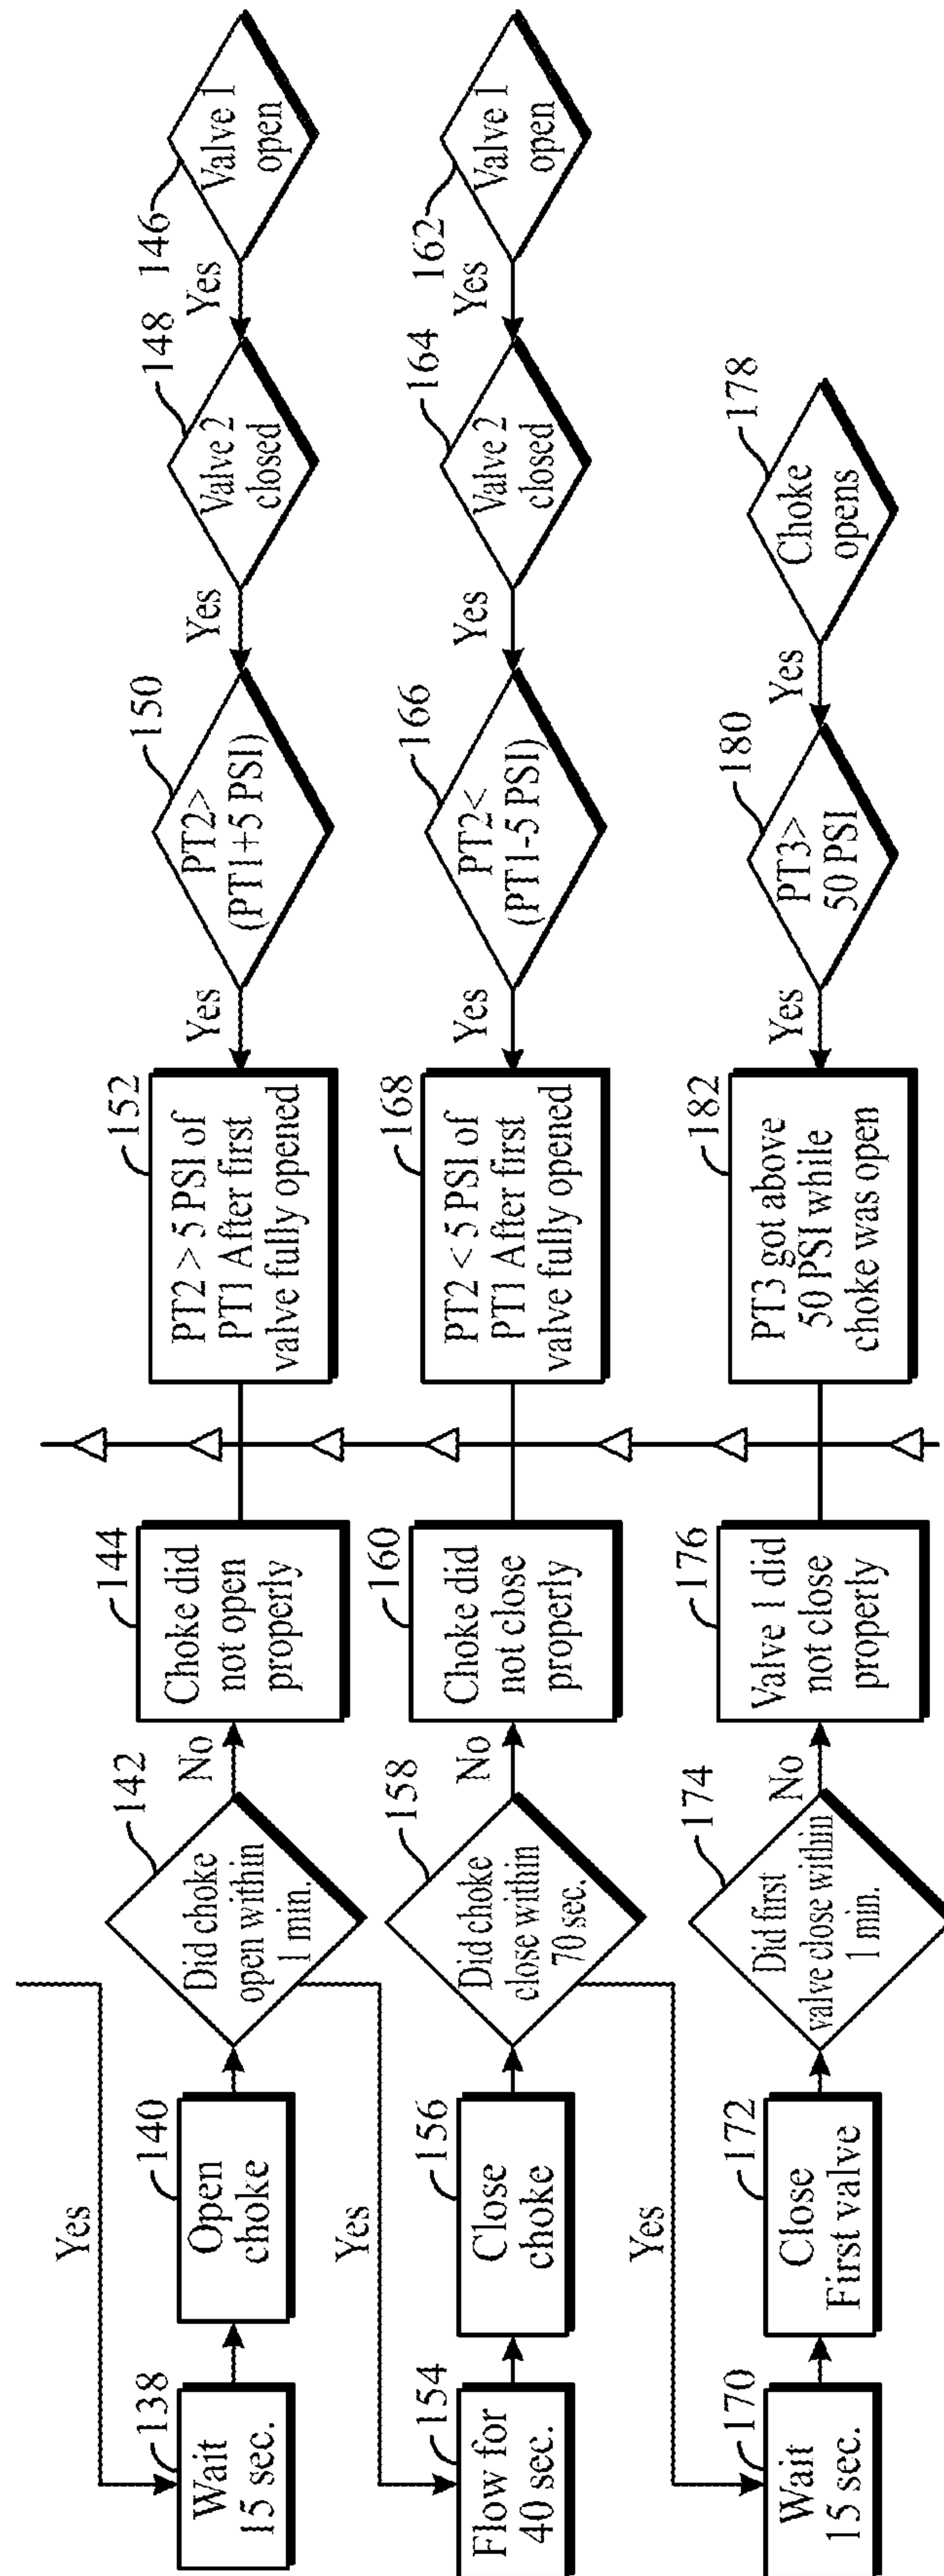 Yes
138
Wait
15 sec.
140
Open
choke
142
Did choke
open within
1 min.
No
144
Choke did
not open
properly
152
PT2 > 5 PSI of
PT1 After first
valve fully opened
Yes
150
PT2>
(PT1+5 PSI)
Yes
148
Valve 2
closed
Yes
146
Valve 1
open
Yes
154
Flow for
40 sec.
156
Close
choke
158
Did choke
close within
70 sec.
No
160
Choke did
not close
properly
168
PT2 < 5 PSI of
PT1 After first
valve fully opened
Yes
166
PT2<
(PT1-5 PSI)
Yes
164
Valve 2
closed
Yes
162
Valve 1
open
Yes
170
Wait
15 sec.
172
Close
First valve
174
Did first
valve close within
1 min.
No
176
Valve 1 did
not close
properly
182
PT3 got above
50 PSI while
choke was open
Yes
180
PT3>
50 PSI
Yes
178
Choke
opens